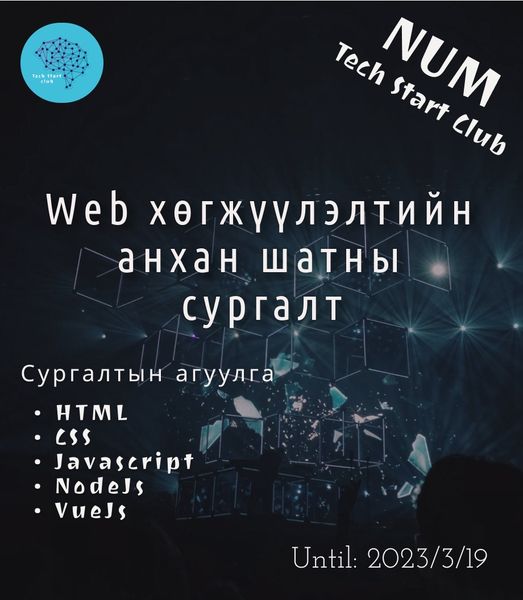 Tech Start
club
NUM
Tech Start Club
Web хөгжүүлэлтийн
анхан шатны
сургалт
Сургалтын агуулга
• HTML
• CSS
• Javascript
• NodeJs
• VueJs
Until: 2023/3/19